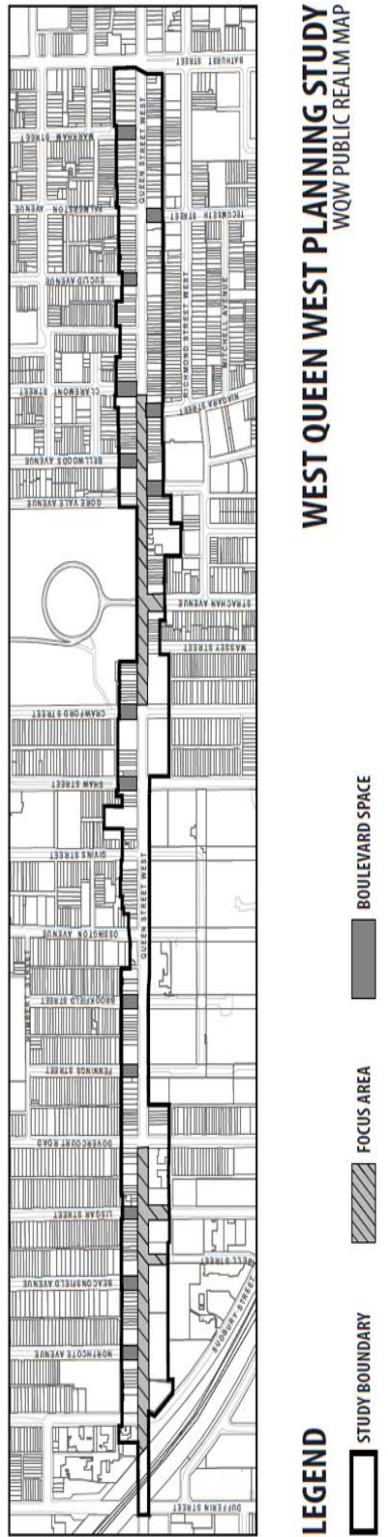 BATHURST STREET
MARKHAM STREET
QUEEN STREET WEST
PALMERSTON AVENUE
TECUMSETH STREET
EUCLID AVENUE
RICHMOND STREET WEST
MITCHELL AVENUE
CLAREMONT STREET
NIAGARA STREET
BELLWOODS AVENUE
GORE VALE AVENUE
STRACHAN AVENUE
MASSEY STREET
CRAWFORD STREET
SHAW STREET
GIVINS STREET
QUEEN STREET WEST
OSSINGTON AVENUE
HUMBERT STREET
BROOKFIELD STREET
FENNINGS STREET
DOVERCOURT ROAD
LISGAR STREET
BEACONSFIELD AVENUE
SUDBURY STREET
NORTHCOTE AVENUE
DUFFERIN STREET
WEST QUEEN WEST PLANNING STUDY
WQW PUBLIC REALM MAP
LEGEND
STUDY BOUNDARY
FOCUS AREA
BOULEVARD SPACE